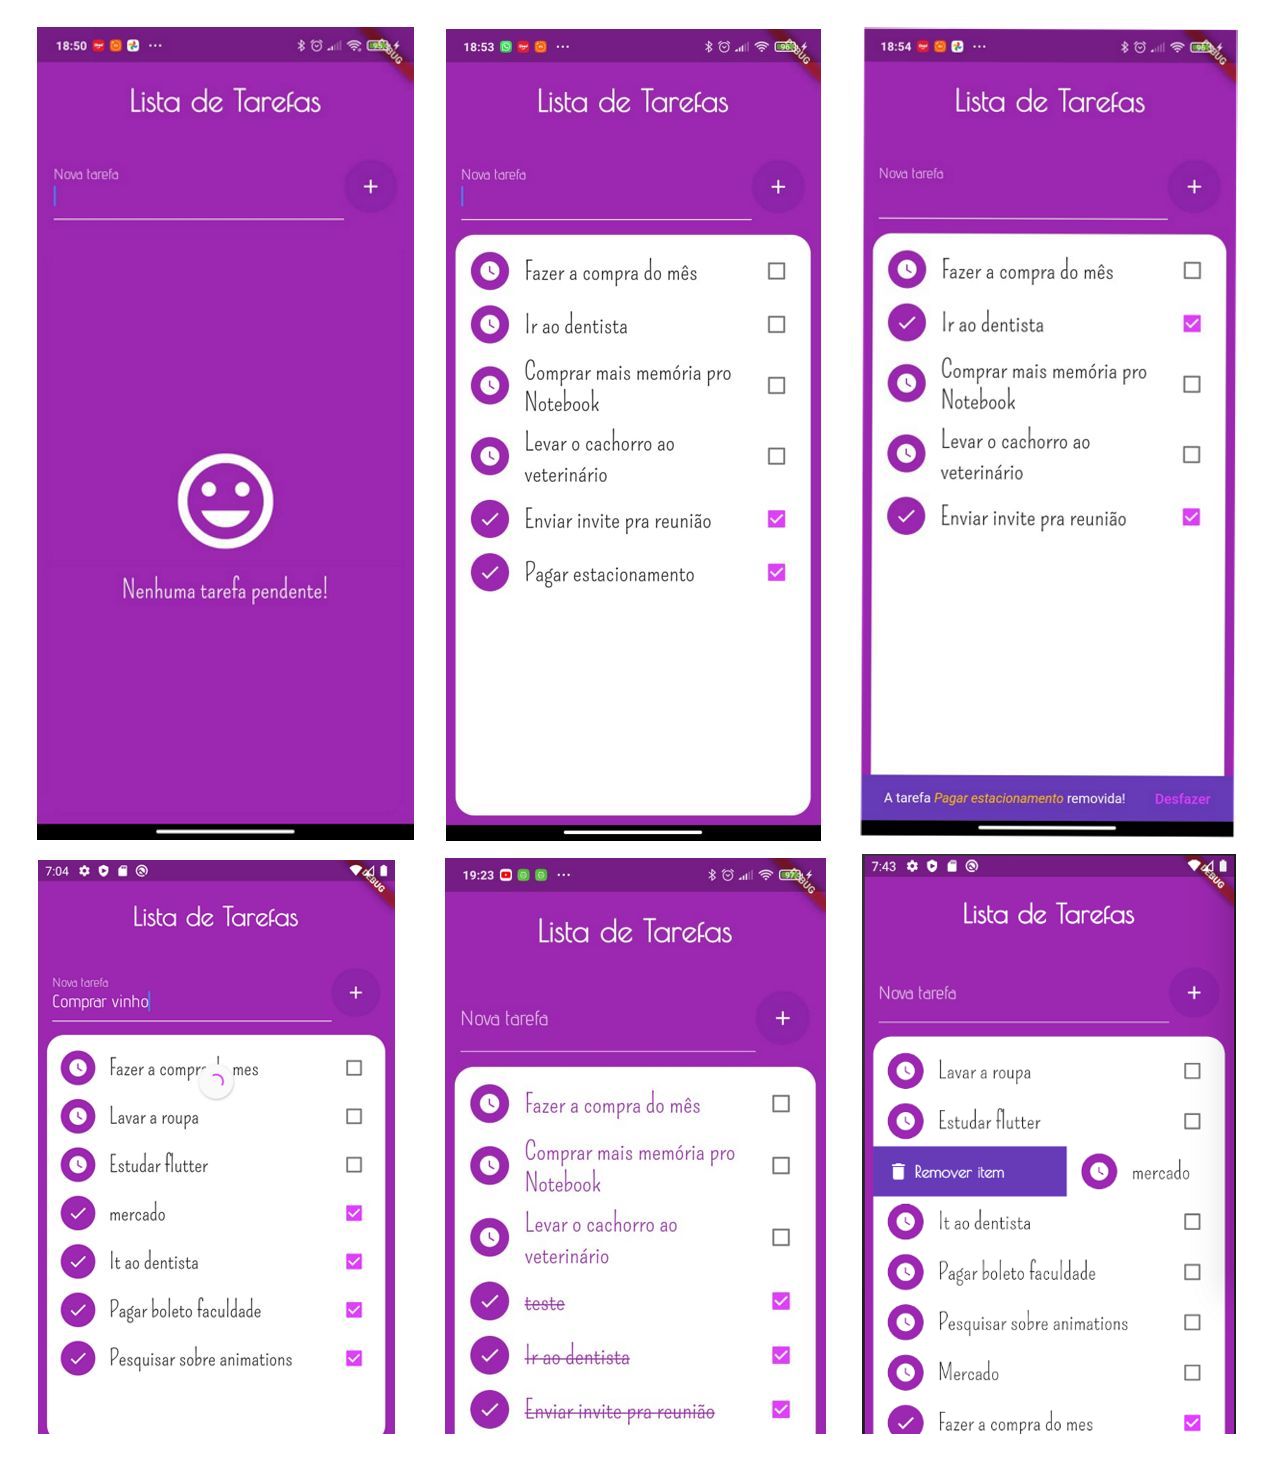 18:50
DEBUG
Lista de Tarefas
Nova tarefa
+
Nenhuma tarefa pendente!
18:53
DEBUG
Lista de Tarefas
Nova tarefa
+
Fazer a compra do mês
Ir ao dentista
Comprar mais memória pro
Notebook
Levar o cachorro ao
veterinário
Enviar invite pra reunião
Pagar estacionamento
18:54
DEBUG
Lista de Tarefas
Nova tarefa
+
Fazer a compra do mês
Ir ao dentista
Comprar mais memória pro
Notebook
Levar o cachorro ao
veterinário
Enviar invite pra reunião
A tarefa Pagar estacionamento removida! Desfazer
7:04
DEBUG
Lista de Tarefas
Nova tarefa
Comprar vinho
+
Fazer a compra mes
Lavar a roupa
Estudar flutter
mercado
It ao dentista
Pagar boleto faculdade
Pesquisar sobre animations
19:23
DEBUG
Lista de Tarefas
Nova tarefa
+
Fazer a compra do mês
Comprar mais memória pro
Notebook
Levar o cachorro ao
veterinário
teste
Ir ao dentista
Enviar invite pra reunião
7:43
DEBUG
Lista de Tarefas
Nova tarefa
+
Lavar a roupa
Estudar flutter
Remover item mercado
It ao dentista
Pagar boleto faculdade
Pesquisar sobre animations
Mercado
Fazer a compra do mes